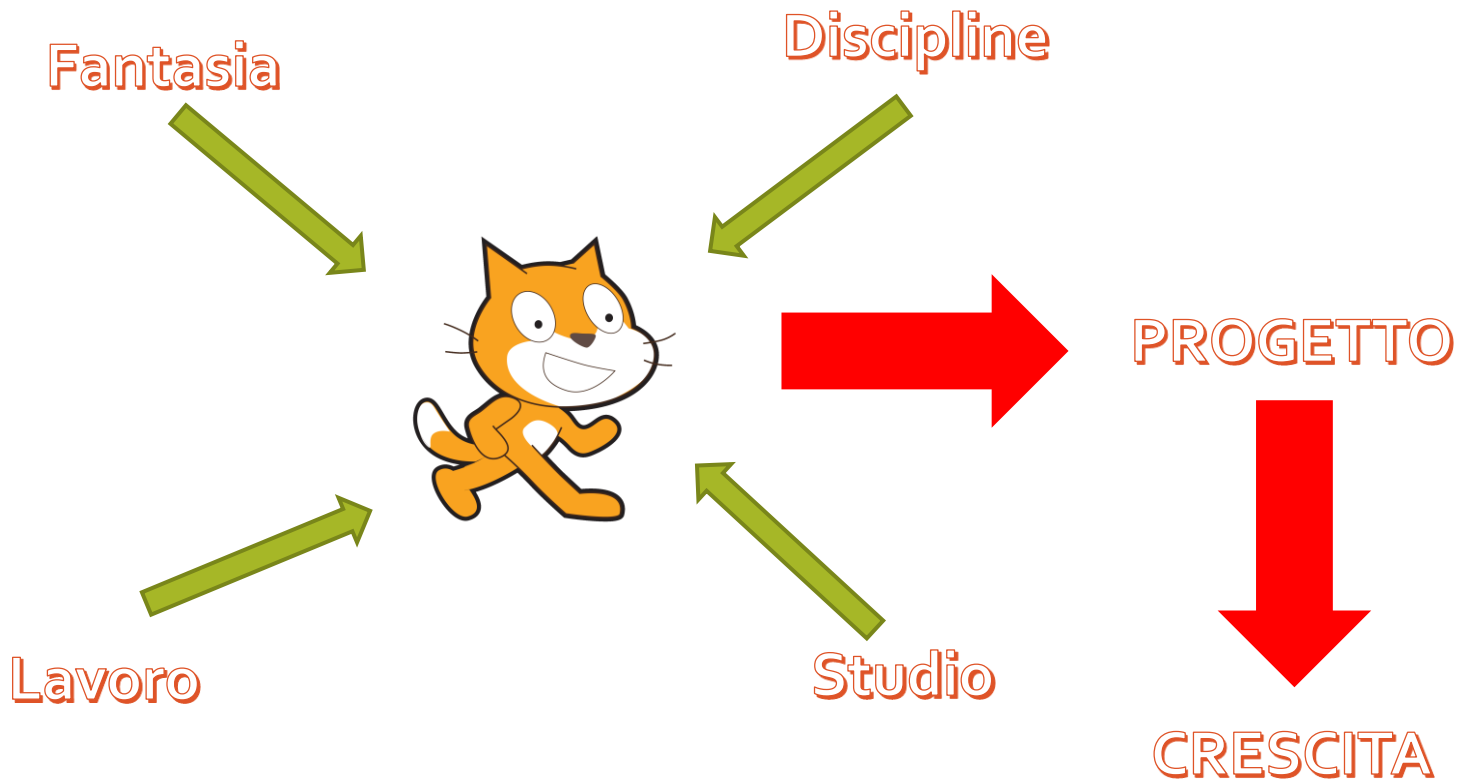 Fantasia
Discipline
PROGETTO
Lavoro
Studio
CRESCITA